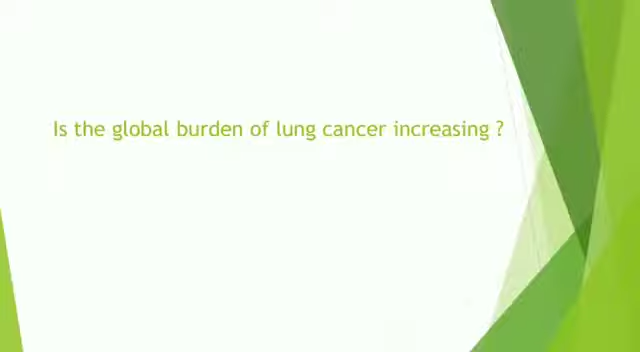 Is the global burden of lung cancer increasing ?